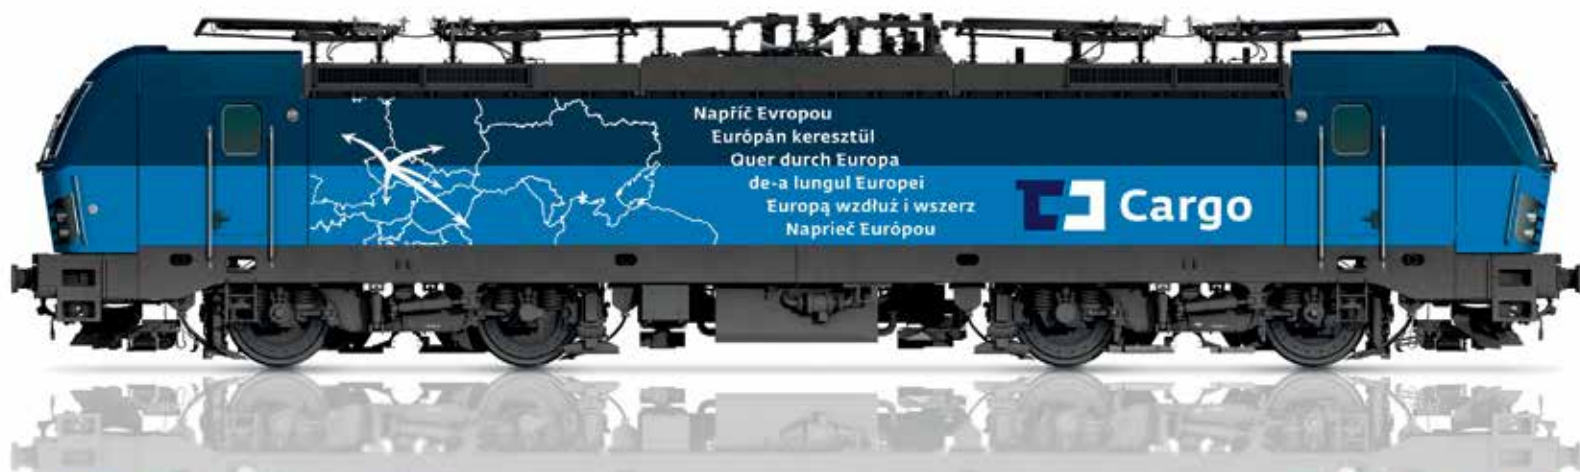 Napříč Evropou
Európán keresztül
Quer durch Europa
de-a lungul Europei
Europą wzdłuż i wszerz
Naprieč Európou
Cargo